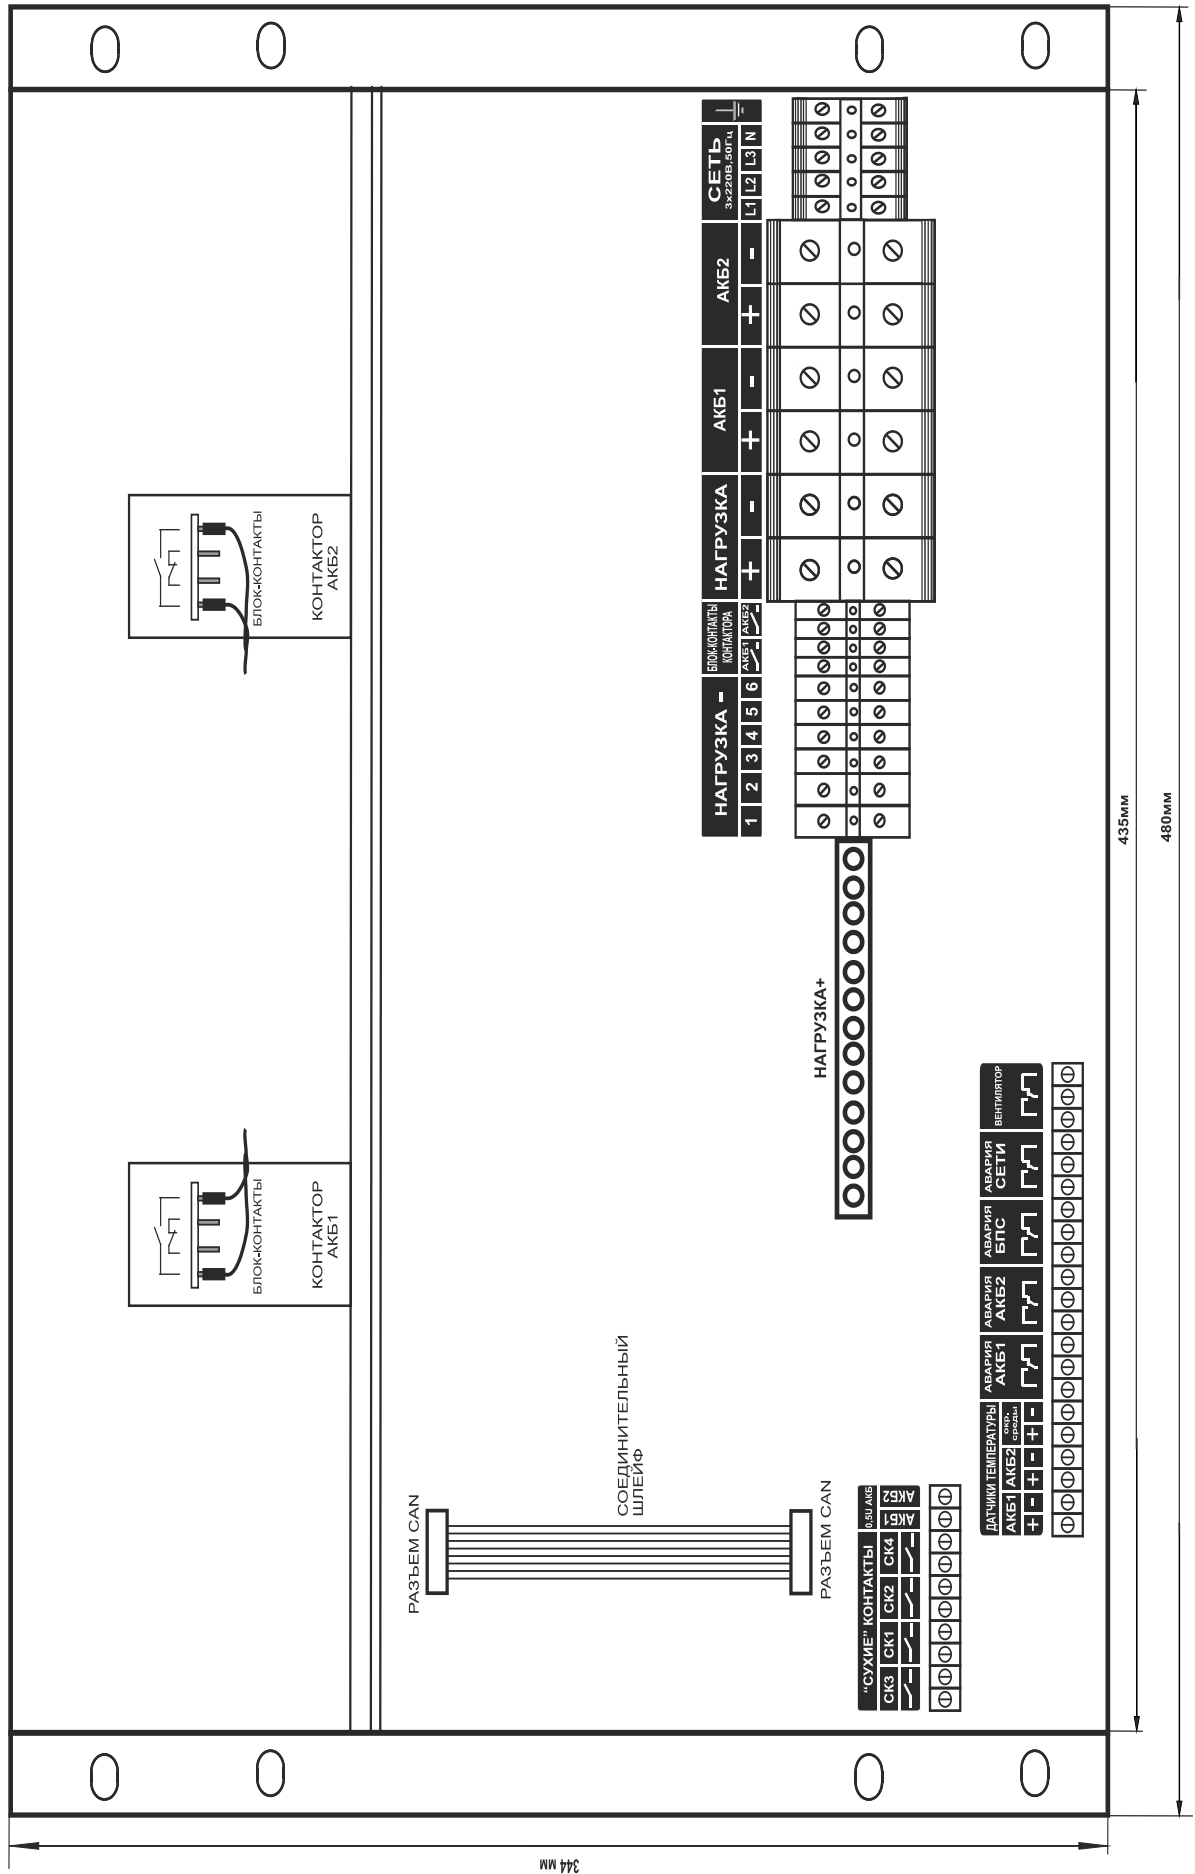 КОНТАКТОР
АКБ1
БЛОК-КОНТАКТЫ
КОНТАКТОР
АКБ2
БЛОК-КОНТАКТЫ
РАЗЪЕМ CAN
СОЕДИНИТЕЛЬНЫЙ
ШЛЕЙФ
РАЗЪЕМ CAN
НАГРУЗКА -
1 2 3 4 5 6
БЛОК-КОНТАКТЫ
КОНТАКТОРА
АКБ1 АКБ2
НАГРУЗКА
+ -
АКБ1
+ -
АКБ2
+ -
СЕТЬ
3х220В,50Гц
L1 L2 L3 N
НАГРУЗКА+
"СУХИЕ" КОНТАКТЫ
СК3 СК1 СК2 СК4
0,5U АКБ
АКБ1 АКБ2
ДАТЧИКИ ТЕМПЕРАТУРЫ
АКБ1 АКБ2 окр. среды
+ - + - + -
АВАРИЯ
АКБ1
АВАРИЯ
АКБ2
АВАРИЯ
БПС
АВАРИЯ
СЕТИ
ВЕНТИЛЯТОР
435мм
480мм
344 мм